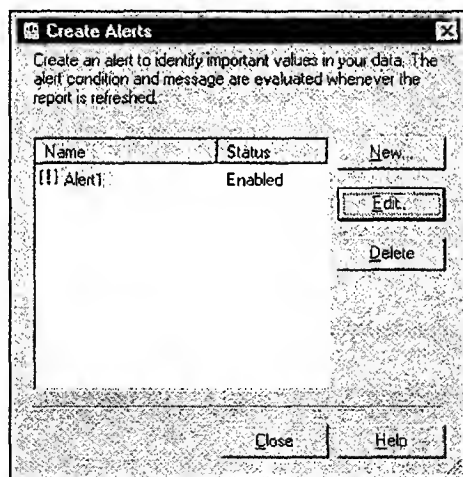 Create Alerts
Create an alert to identify important values in your data. The
alert condition and message are evaluated whenever the
report is refreshed.
Name Status New...
[!] Alert1 Enabled
Edit...
Delete
Close Help